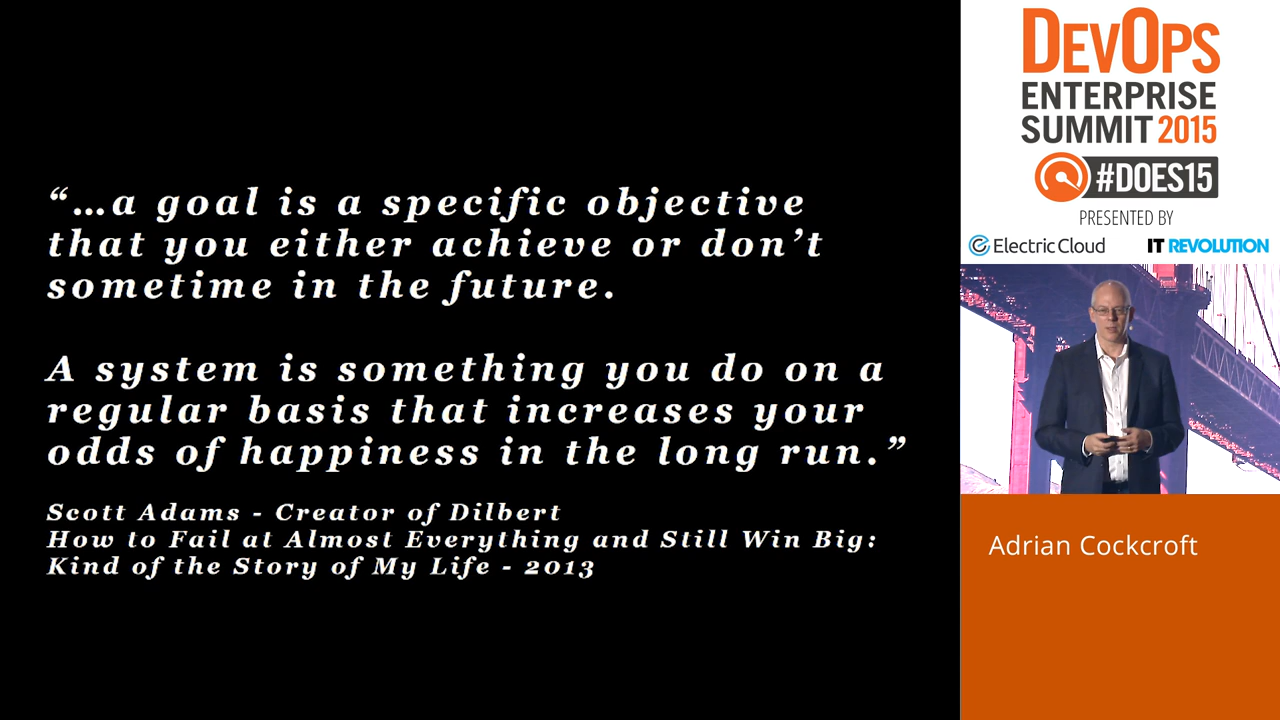 “…a goal is a specific objective
that you either achieve or don’t
sometime in the future.
A system is something you do on a
regular basis that increases your
odds of happiness in the long run.”
Scott Adams - Creator of Dilbert
How to Fail at Almost Everything and Still Win Big:
Kind of the Story of My Life - 2013
DEVOPS
ENTERPRISE
SUMMIT 2015
#DOES15
PRESENTED BY
Electric Cloud
IT REVOLUTION
Adrian Cockcroft